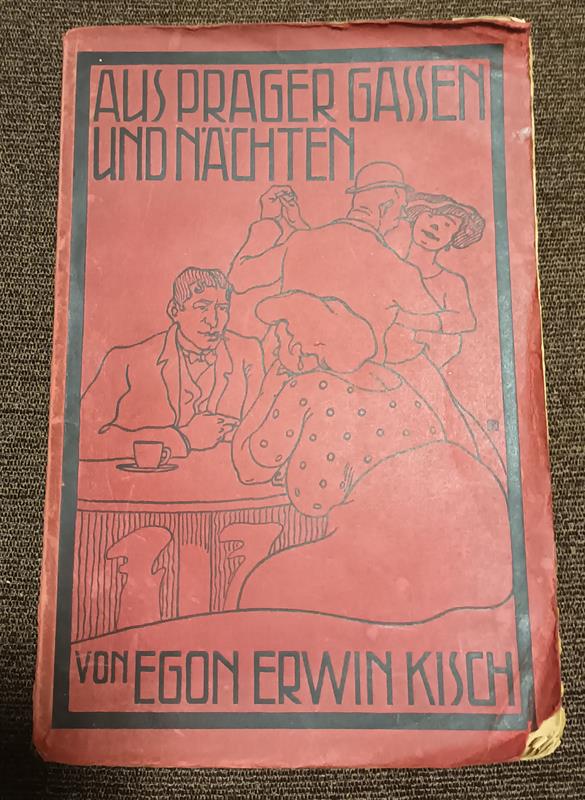 AUS PRAGER GASSEN
UND NÄCHTEN
VON EGON ERWIN KISCH